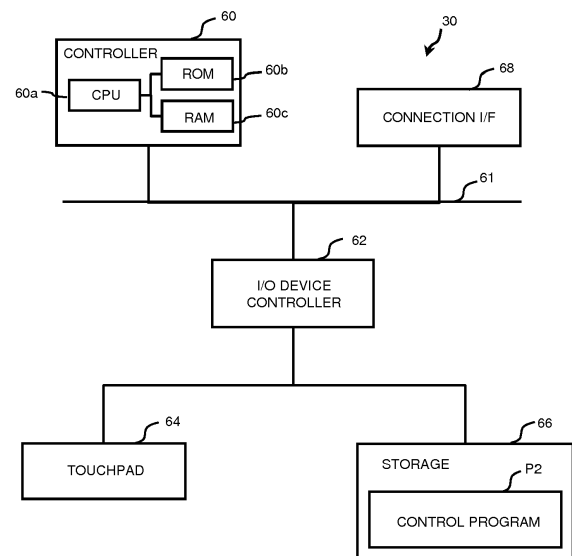 60
30
CONTROLLER
68
ROM
60b
60a
CPU
RAM
60c
CONNECTION I/F
61
62
I/O DEVICE
CONTROLLER
64
66
TOUCHPAD
STORAGE
P2
CONTROL PROGRAM